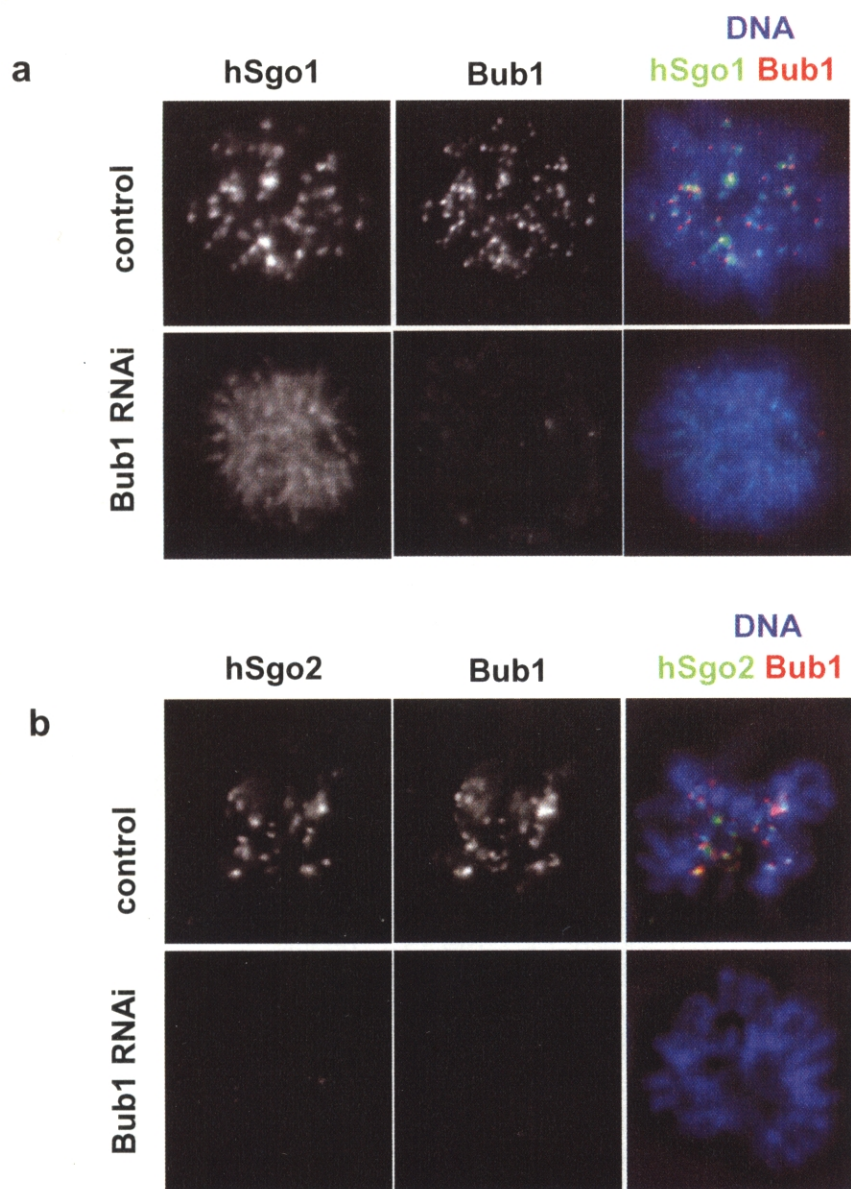 a
DNA
hSgo1 Bub1 hSgo1 Bub1
control
Bub1 RNAi
DNA
hSgo2 Bub1 hSgo2 Bub1
b
control
Bub1 RNAi